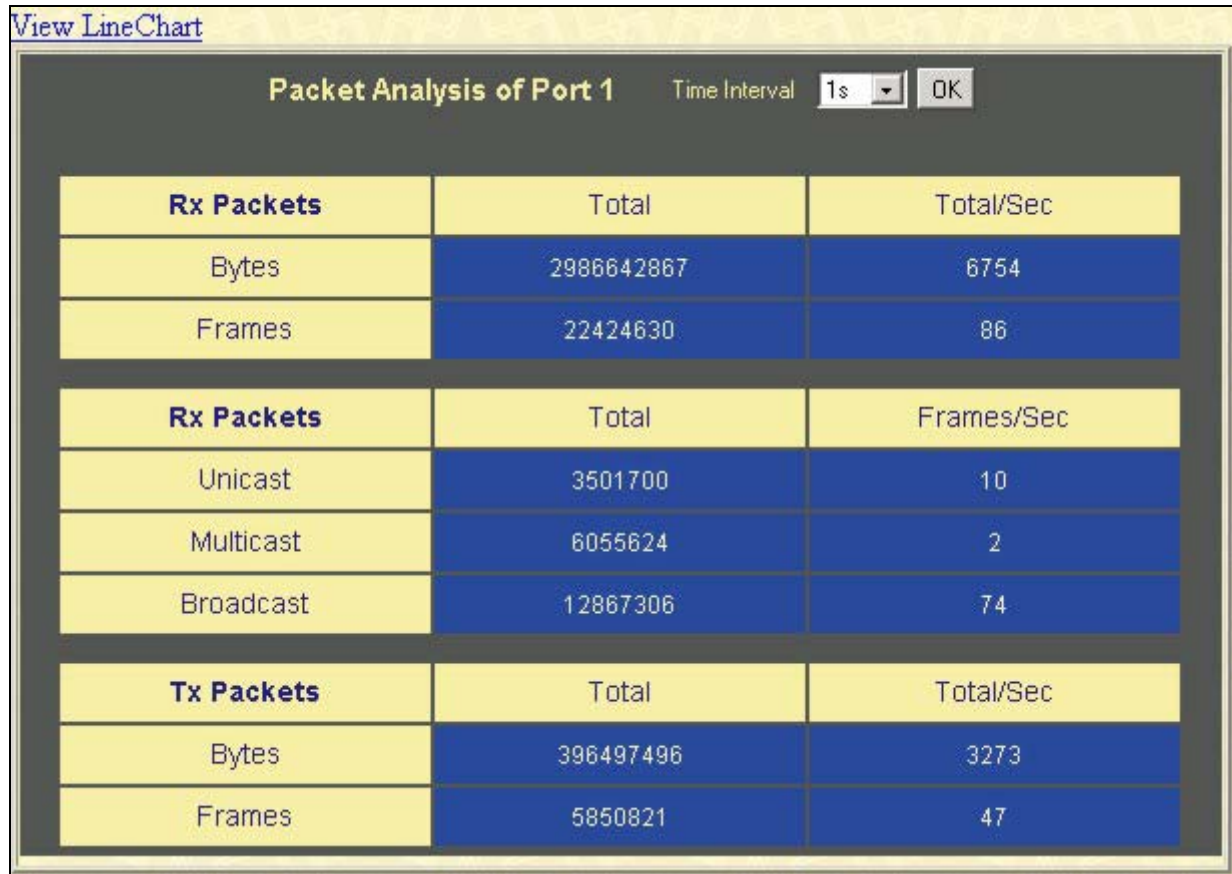 View LineChart
Packet Analysis of Port 1 Time Interval 1s OK
Rx Packets Total Total/Sec
Bytes 2986642867 6754
Frames 22424630 86
Rx Packets Total Frames/Sec
Unicast 3501700 10
Multicast 6055624 2
Broadcast 12867306 74
Tx Packets Total Total/Sec
Bytes 396497496 3273
Frames 5850821 47